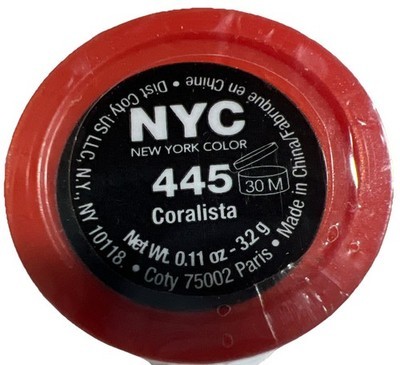 NYC
NEW YORK COLOR
445
30 M
Coralista
Net Wt. 0.11 oz - 3.2 g
• Dist Coty US LLC, N.Y., NY 10118. • Coty 75002 Paris • Made in China/Fabriqué en Chine